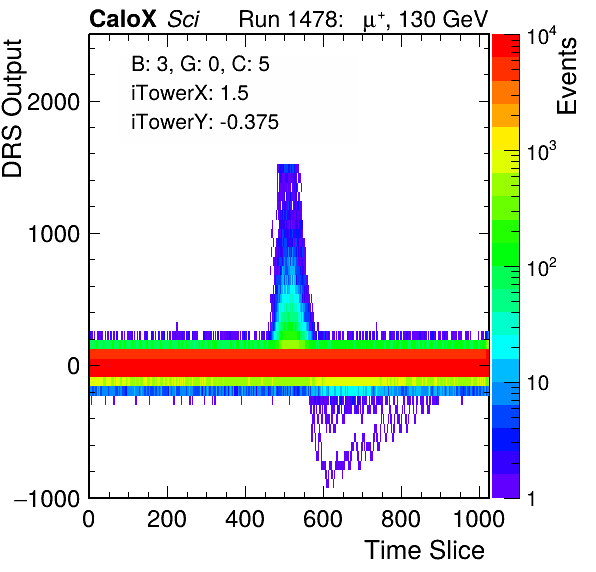 CaloX Sci Run 1478: μ⁺, 130 GeV
B: 3, G: 0, C: 5
iTowerX: 1.5
iTowerY: -0.375
DRS Output
2000
1000
0
−1000
0 200 400 600 800 1000
Time Slice
Events
10⁴
10³
10²
10
1